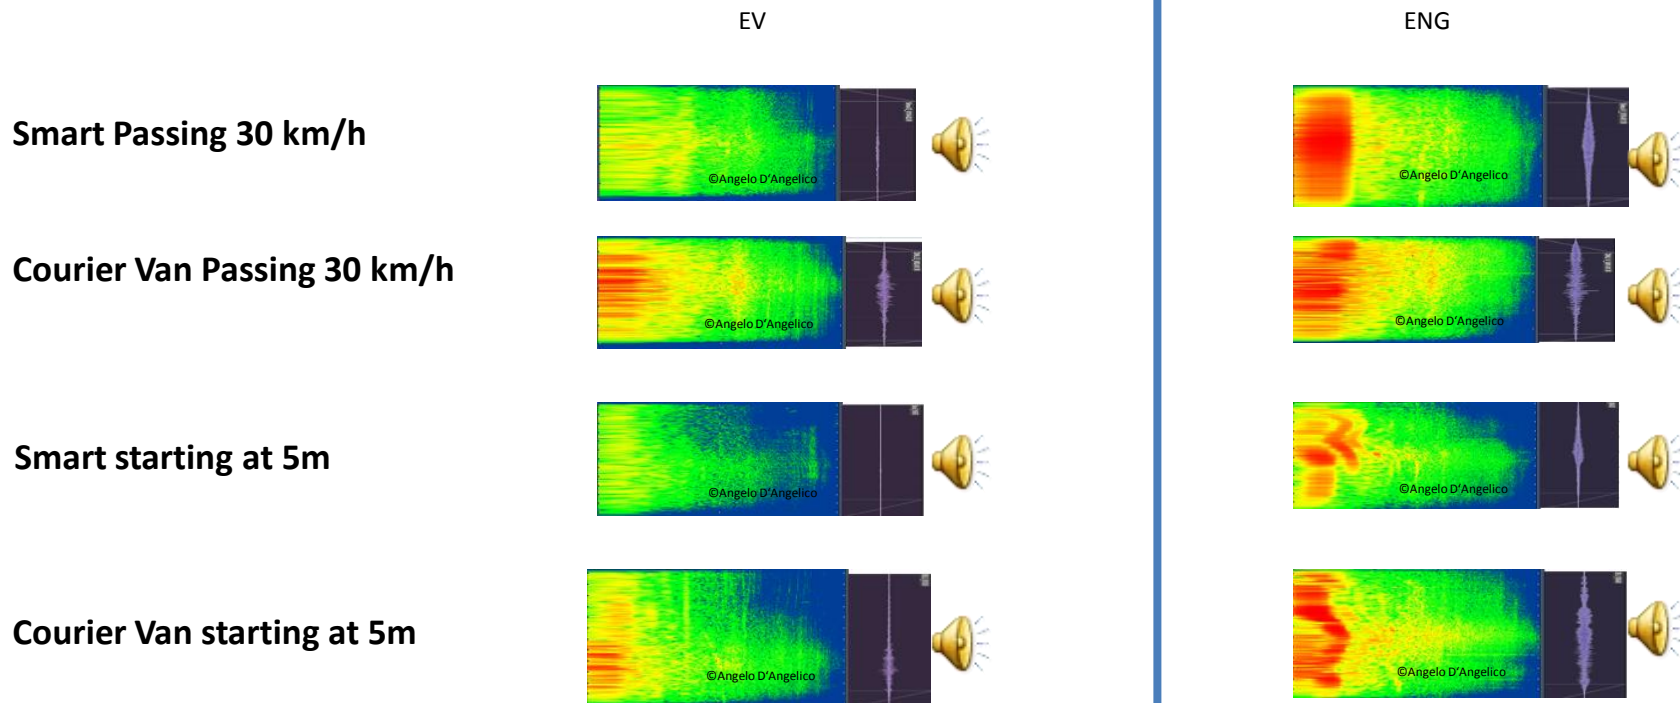 EV
ENG
Smart Passing 30 km/h
©Angelo D'Angelico
©Angelo D'Angelico
Courier Van Passing 30 km/h
©Angelo D'Angelico
©Angelo D'Angelico
Smart starting at 5m
©Angelo D'Angelico
©Angelo D'Angelico
Courier Van starting at 5m
©Angelo D'Angelico
©Angelo D'Angelico